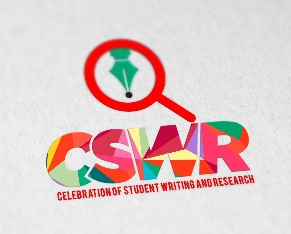 CSWR
CELEBRATION OF STUDENT WRITING AND RESEARCH